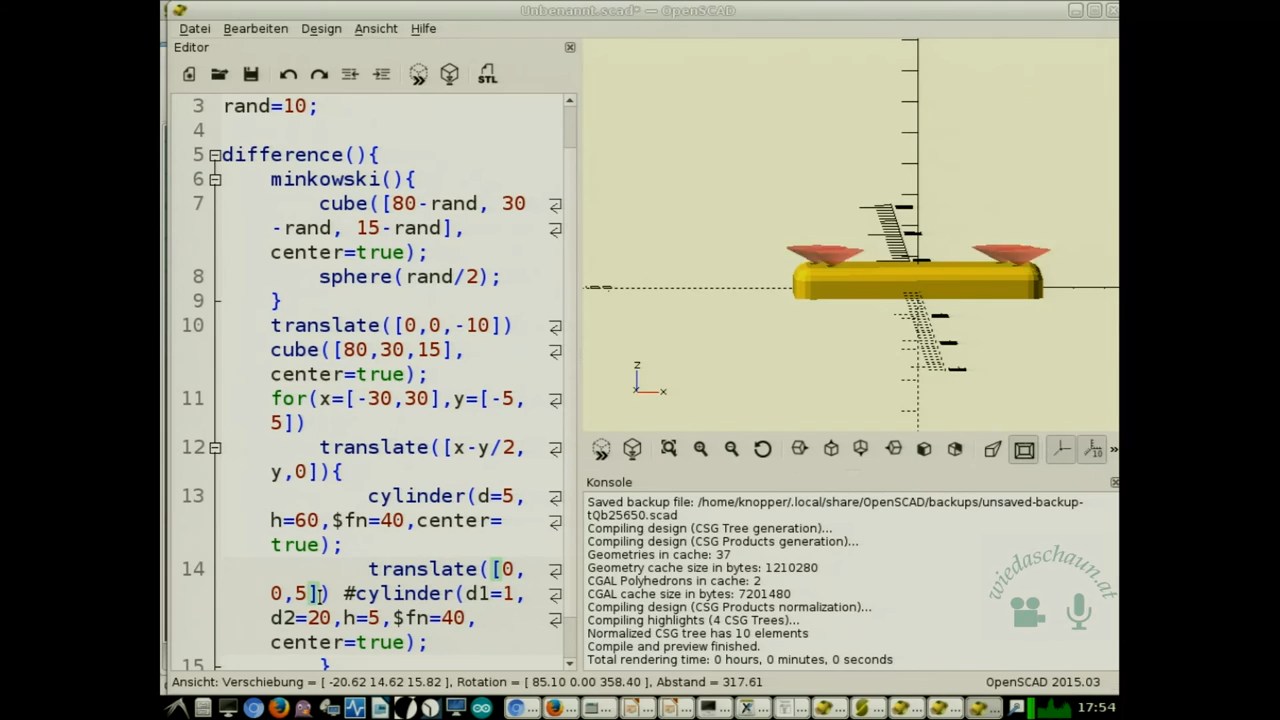 Unbenannt.scad* — OpenSCAD
Datei Bearbeiten Design Ansicht Hilfe
Editor
STL
3 rand=10;
4
5 difference(){
6 minkowski(){
7 cube([80-rand, 30
-rand, 15-rand],
center=true);
8 sphere(rand/2);
9 }
10 translate([0,0,-10])
cube([80,30,15],
center=true);
11 for(x=[-30,30],y=[-5,
5])
12 translate([x-y/2,
y,0]){
13 cylinder(d=5,
h=60,$fn=40,center=
true);
14 translate([0,
0,5]) #cylinder(d1=1,
d2=20,h=5,$fn=40,
center=true);
15 }
z
x
10
»
Konsole
Saved backup file: /home/knopper/.local/share/OpenSCAD/backups/unsaved-backup-
tQb25650.scad
Compiling design (CSG Tree generation)...
Compiling design (CSG Products generation)...
Geometries in cache: 37
Geometry cache size in bytes: 1210280
CGAL Polyhedrons in cache: 2
CGAL cache size in bytes: 7201480
Compiling design (CSG Products normalization)...
Compiling highlights (4 CSG Trees)...
Normalized CSG tree has 10 elements
Compile and preview finished.
Total rendering time: 0 hours, 0 minutes, 0 seconds
wiedaschaun.at
Ansicht: Verschiebung = [ -20.62 14.62 15.82 ], Rotation = [ 85.10 0.00 358.40 ], Abstand = 317.61
OpenSCAD 2015.03
17:54